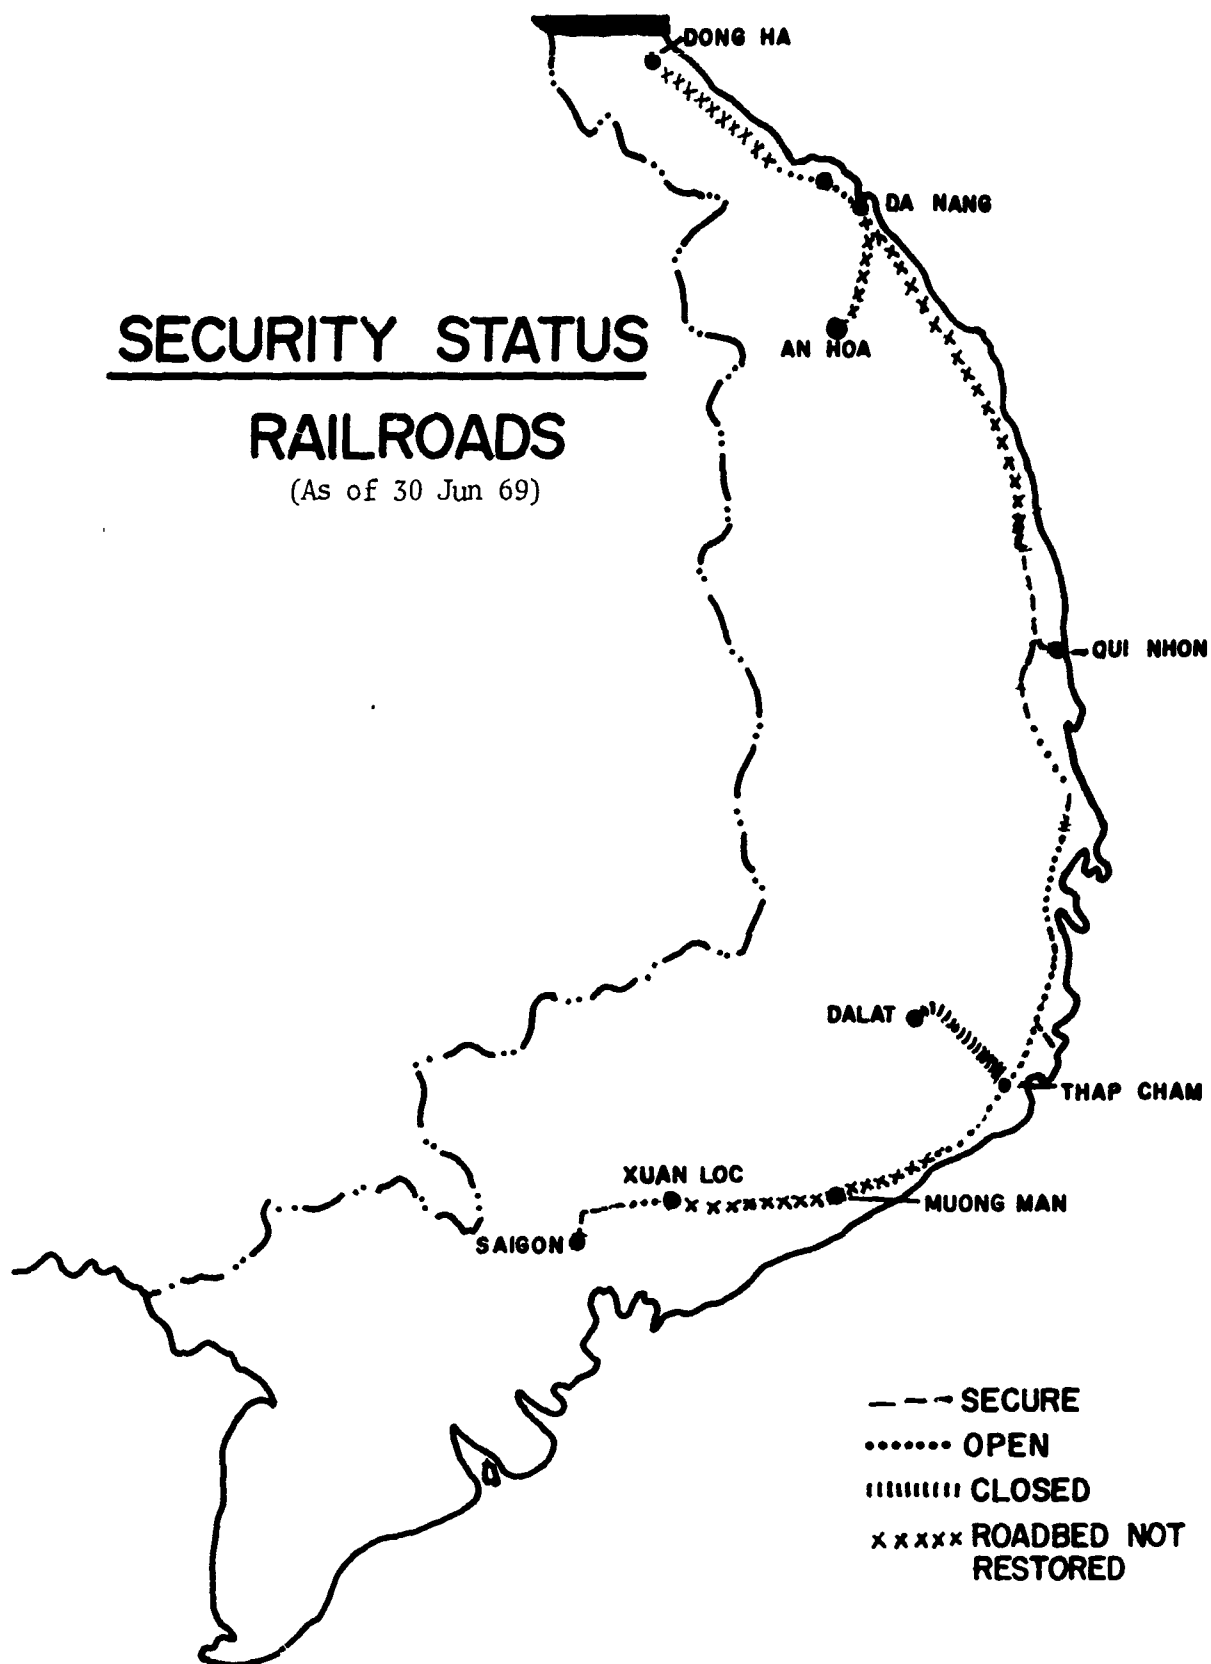 DONG HA
DA NANG
AN HOA
SECURITY STATUS
RAILROADS
(As of 30 Jun 69)
QUI NHON
DALAT
THAP CHAM
XUAN LOC
MUONG MAN
SAIGON
SECURE
OPEN
CLOSED
ROADBED NOT
RESTORED